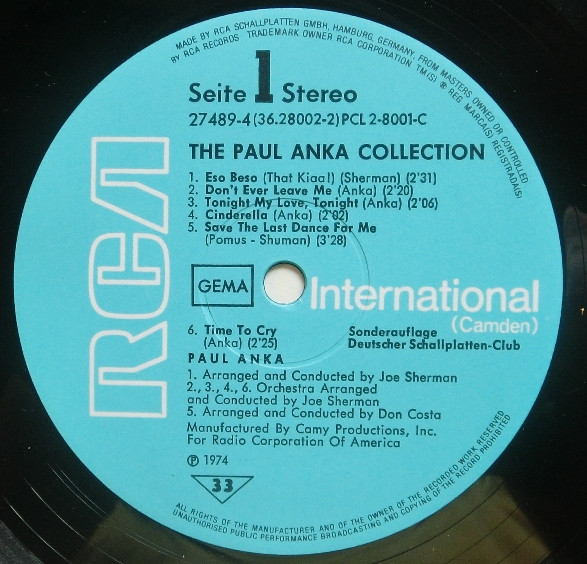 MADE BY RCA SCHALLPLATTEN GMBH, HAMBURG, GERMANY, FROM MASTERS OWNED OR CONTROLLED
BY RCA RECORDS TRADEMARK OWNER RCA CORPORATION TM(S) ® REG MARCA(S) REGISTRADA(S)
Seite 1 Stereo
27489-4 (36.28002-2) PCL 2-8001-C
THE PAUL ANKA COLLECTION
1. Eso Beso (That Kiaa!) (Sherman) (2'31)
2. Don't Ever Leave Me (Anka) (2'20)
3. Tonight My Love, Tonight (Anka) (2'06)
4. Cinderella (Anka) (2'02)
5. Save The Last Dance For Me
(Pomus - Shuman) (3'28)
RCA
GEMA
International
(Camden)
6. Time To Cry
(Anka) (2'25)
Sonderauflage
Deutscher Schallplatten-Club
PAUL ANKA
1. Arranged and Conducted by Joe Sherman
2., 3., 4., 6. Orchestra Arranged
and Conducted by Joe Sherman
5. Arranged and Conducted by Don Costa
Manufactured By Camy Productions, Inc.
For Radio Corporation Of America
℗ 1974
33
ALL RIGHTS OF THE MANUFACTURER AND OF THE OWNER OF THE RECORDED WORK RESERVED
UNAUTHORISED PUBLIC PERFORMANCE BROADCASTING AND COPYING OF THE RECORD PROHIBITED